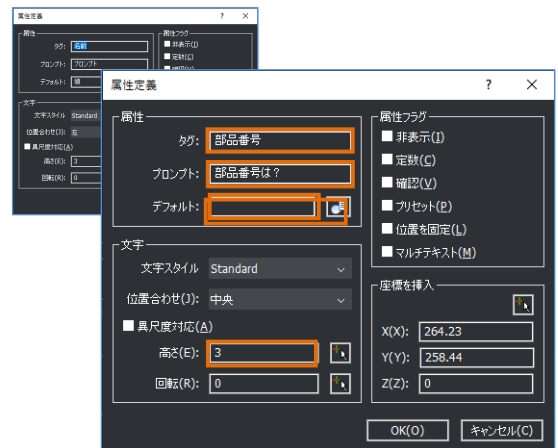 属性定義 ? ×
属性
タグ: 名前
プロンプト: プロンプト
デフォルト: 値
属性フラグ
非表示(I)
定数(C)
文字
文字スタイル Standard
位置合わせ(J): 左
異尺度対応(A)
高さ(E): 3
回転(R): 0
属性定義 ? ×
属性
タグ: 部品番号
プロンプト: 部品番号は?
デフォルト:
文字
文字スタイル Standard
位置合わせ(J): 中央
異尺度対応(A)
高さ(E): 3
回転(R): 0
属性フラグ
非表示(I)
定数(C)
確認(V)
プリセット(P)
位置を固定(L)
マルチテキスト(M)
座標を挿入
X(X): 264.23
Y(Y): 258.44
Z(Z): 0
OK(O) キャンセル(C)